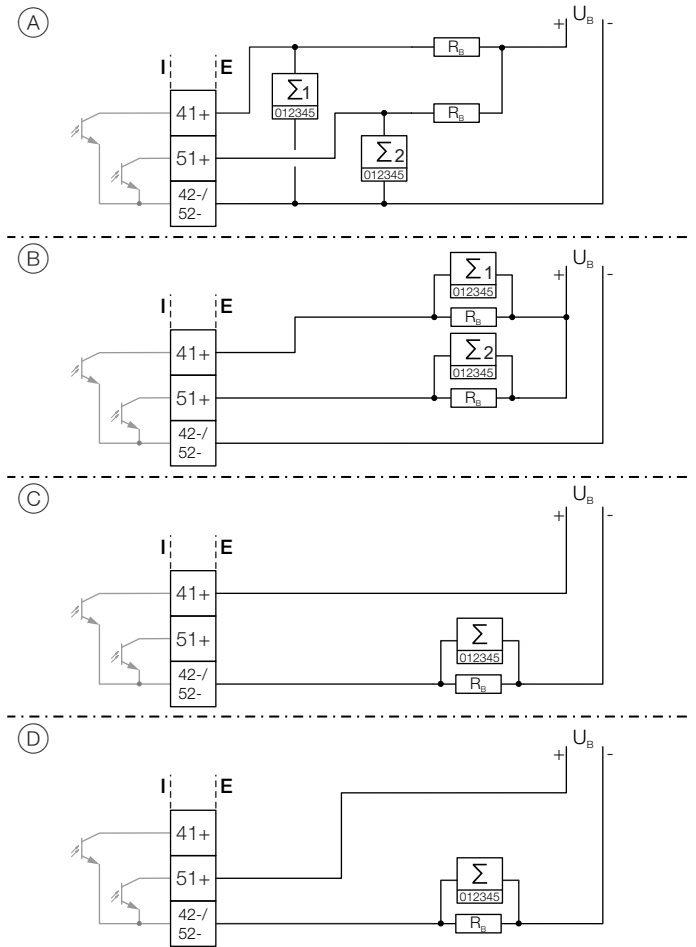 A
U_B
+ -
R_B
I E
Σ1
012345
41+
R_B
51+
Σ2
012345
42-/
52-
B
U_B
Σ1
+ -
012345
I E
R_B
41+
Σ2
012345
51+
R_B
42-/
52-
C
U_B
+ -
I E
41+
51+
Σ
012345
42-/
52-
R_B
D
U_B
+ -
I E
41+
51+
Σ
012345
42-/
52-
R_B